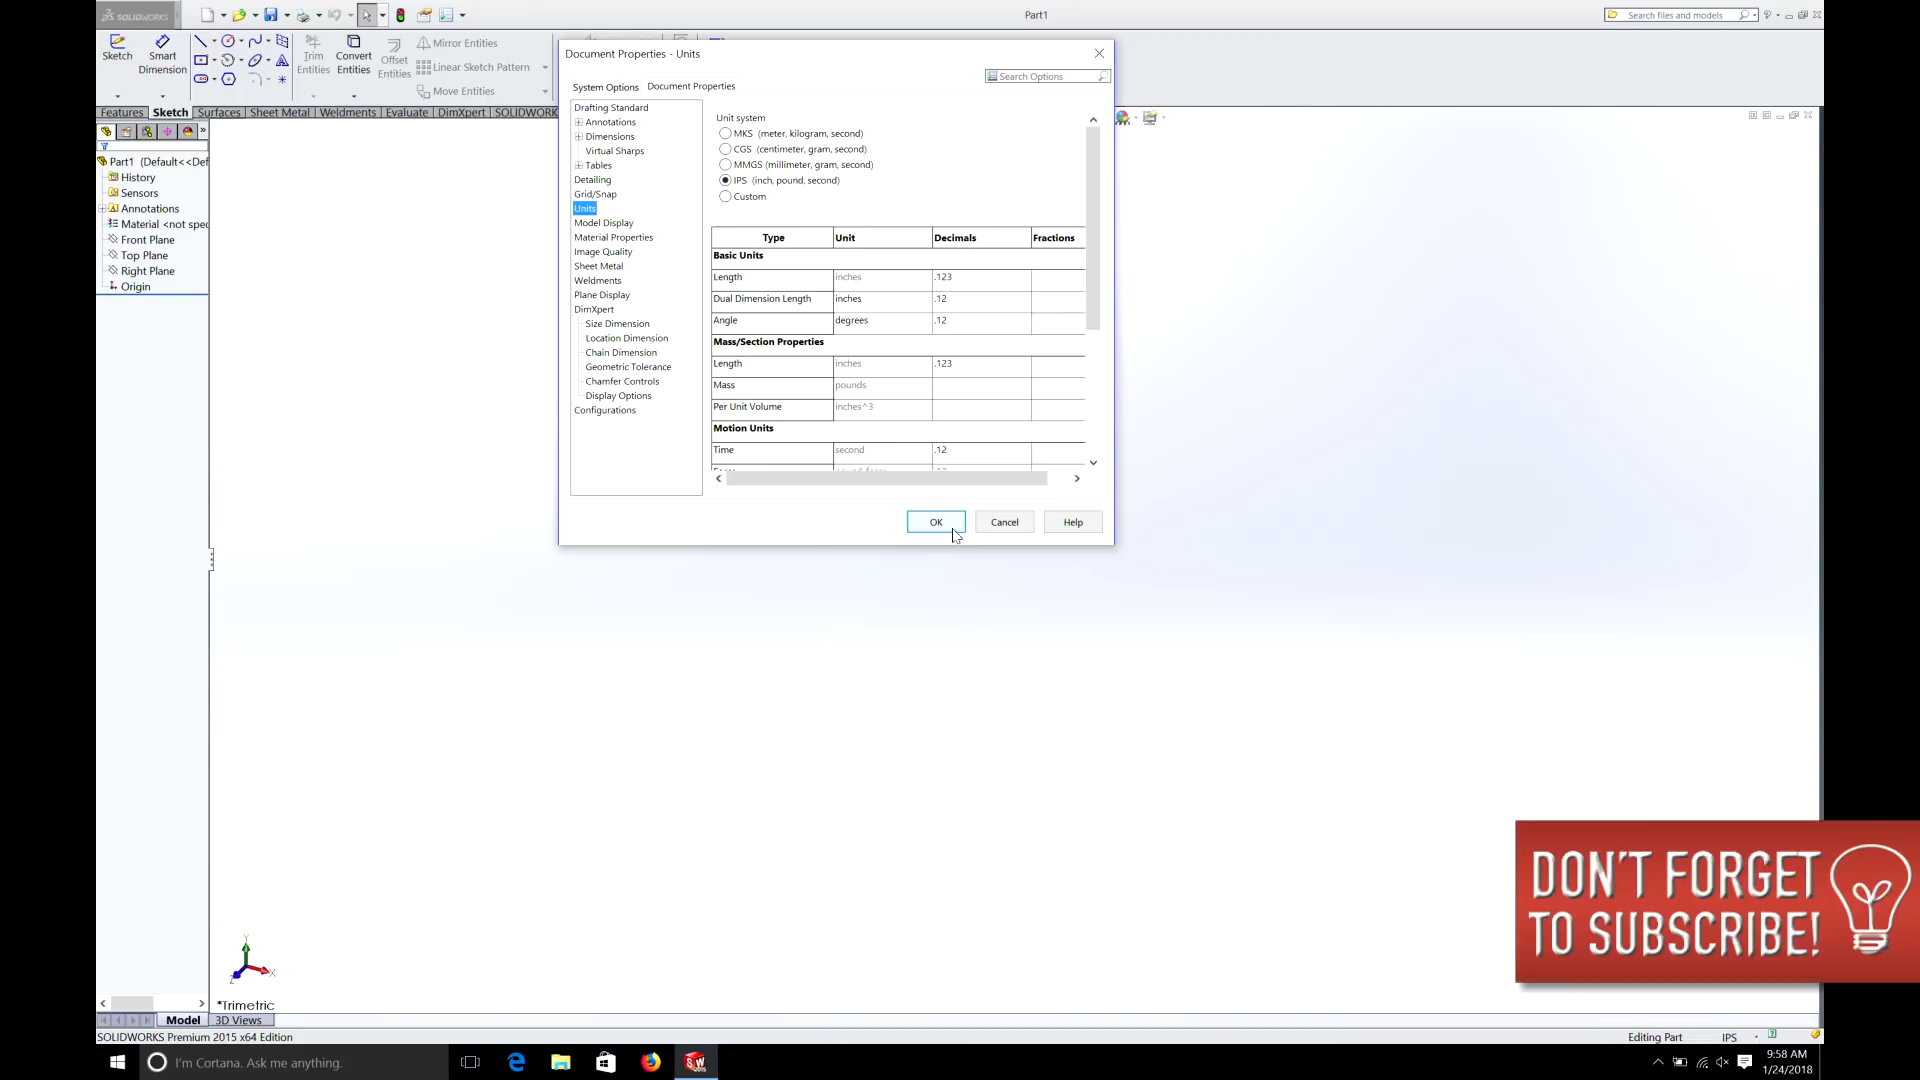 SOLIDWORKS
Part1
Search files and models
Sketch
Smart
Dimension
Trim
Entities
Convert
Entities
Offset
Entities
Mirror Entities
Linear Sketch Pattern
Move Entities
Features
Sketch
Surfaces
Sheet Metal
Weldments
Evaluate
DimXpert
SOLIDWORK
Part1 (Default<<Def
History
Sensors
Annotations
Material <not spec
Front Plane
Top Plane
Right Plane
Origin
Document Properties - Units
Search Options
System Options
Document Properties
Drafting Standard
Annotations
Dimensions
Virtual Sharps
Tables
Detailing
Grid/Snap
Units
Model Display
Material Properties
Image Quality
Sheet Metal
Weldments
Plane Display
DimXpert
Size Dimension
Location Dimension
Chain Dimension
Geometric Tolerance
Chamfer Controls
Display Options
Configurations
Unit system
MKS (meter, kilogram, second)
CGS (centimeter, gram, second)
MMGS (millimeter, gram, second)
IPS (inch, pound, second)
Custom
Type Unit Decimals Fractions
Basic Units
Length inches .123
Dual Dimension Length inches .12
Angle degrees .12
Mass/Section Properties
Length inches .123
Mass pounds
Per Unit Volume inches^3
Motion Units
Time second .12
OK
Cancel
Help
DON'T FORGET
TO SUBSCRIBE!
Y
X
Z
*Trimetric
Model
3D Views
SOLIDWORKS Premium 2015 x64 Edition
Editing Part
IPS
I'm Cortana. Ask me anything.
9:58 AM
1/24/2018